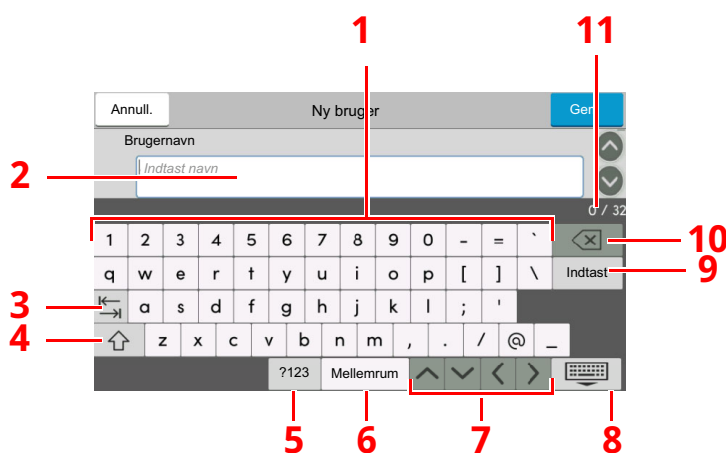 1 11
Annull. Ny bruger Gem
Brugernavn
2 Indtast navn
0 / 32
1 2 3 4 5 6 7 8 9 0 - = `
10
q w e r t y u i o p [ ] \ Indtast 9
3 a s d f g h j k l ; '
4 z x c v b n m , . / @ _
?123 Mellemrum
5 6 7 8